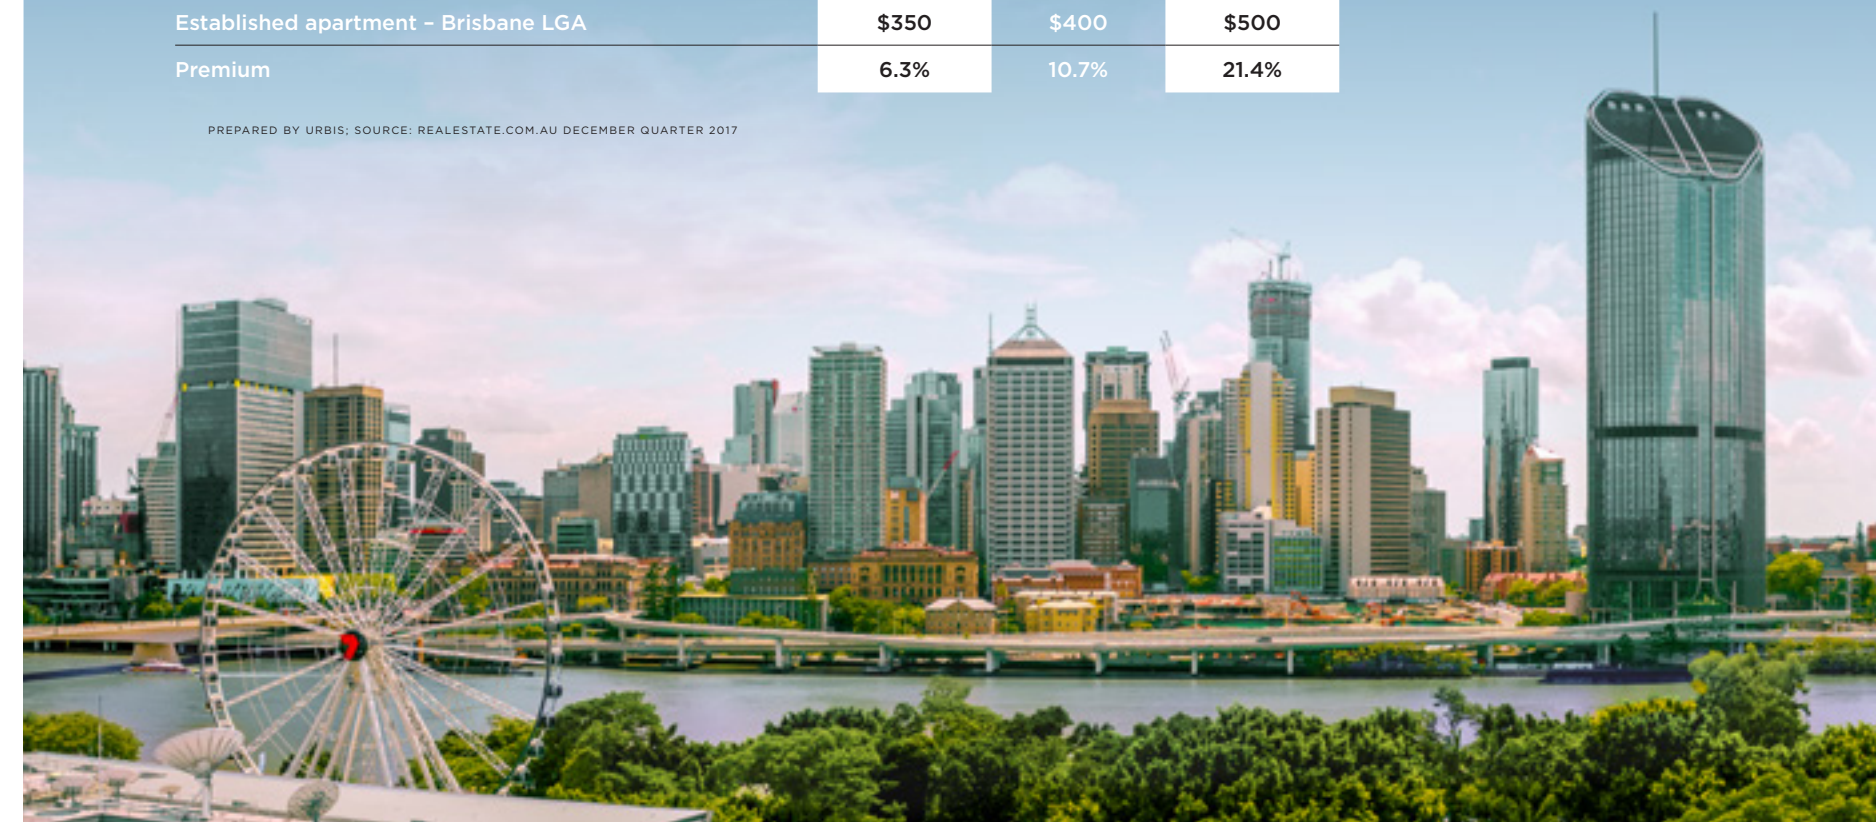 Established apartment – Brisbane LGA $350 $400 $500
Premium 6.3% 10.7% 21.4%
PREPARED BY URBIS; SOURCE: REALESTATE.COM.AU DECEMBER QUARTER 2017